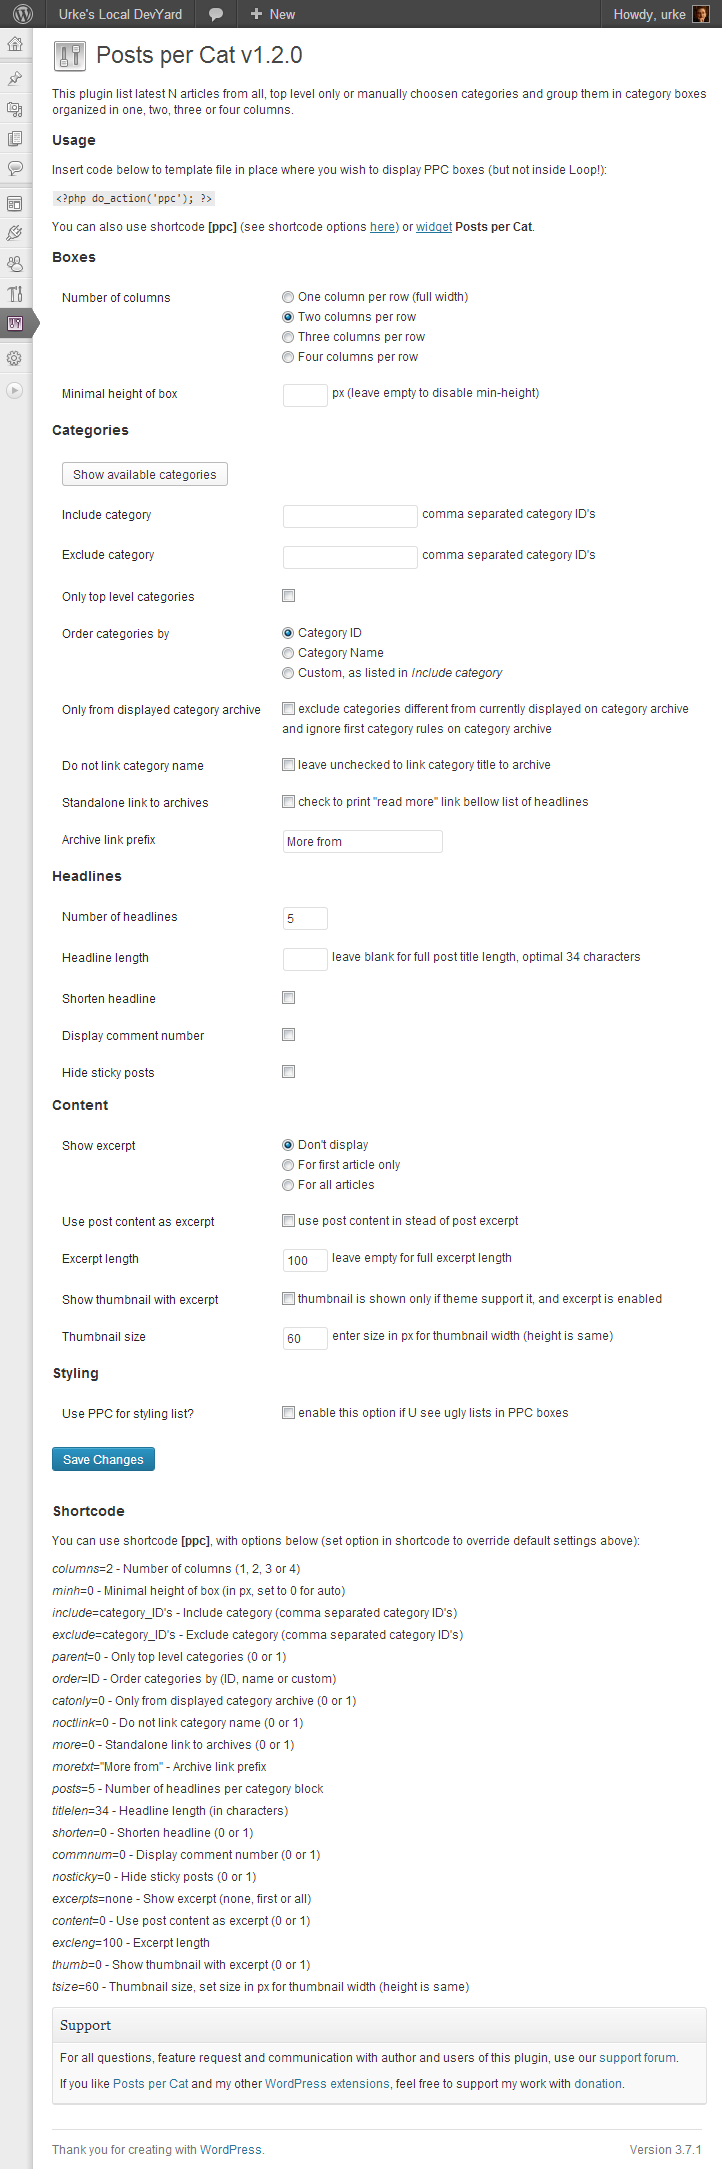 Urke's Local DevYard + New Howdy, urke
Posts per Cat v1.2.0
This plugin list latest N articles from all, top level only or manually choosen categories and group them in category boxes
organized in one, two, three or four columns.
Usage
Insert code below to template file in place where you wish to display PPC boxes (but not inside Loop!):
<?php do_action('ppc'); ?>
You can also use shortcode [ppc] (see shortcode options here) or widget Posts per Cat.
Boxes
Number of columns One column per row (full width)
Two columns per row
Three columns per row
Four columns per row
Minimal height of box px (leave empty to disable min-height)
Categories
Show available categories
Include category comma separated category ID's
Exclude category comma separated category ID's
Only top level categories
Order categories by Category ID
Category Name
Custom, as listed in Include category
Only from displayed category archive exclude categories different from currently displayed on category archive
and ignore first category rules on category archive
Do not link category name leave unchecked to link category title to archive
Standalone link to archives check to print "read more" link bellow list of headlines
Archive link prefix More from
Headlines
Number of headlines 5
Headline length leave blank for full post title length, optimal 34 characters
Shorten headline
Display comment number
Hide sticky posts
Content
Show excerpt Don't display
For first article only
For all articles
Use post content as excerpt use post content in stead of post excerpt
Excerpt length 100 leave empty for full excerpt length
Show thumbnail with excerpt thumbnail is shown only if theme support it, and excerpt is enabled
Thumbnail size 60 enter size in px for thumbnail width (height is same)
Styling
Use PPC for styling list? enable this option if U see ugly lists in PPC boxes
Save Changes
Shortcode
You can use shortcode [ppc], with options below (set option in shortcode to override default settings above):
columns=2 - Number of columns (1, 2, 3 or 4)
minh=0 - Minimal height of box (in px, set to 0 for auto)
include=category_ID's - Include category (comma separated category ID's)
exclude=category_ID's - Exclude category (comma separated category ID's)
parent=0 - Only top level categories (0 or 1)
order=ID - Order categories by (ID, name or custom)
catonly=0 - Only from displayed category archive (0 or 1)
noctlink=0 - Do not link category name (0 or 1)
more=0 - Standalone link to archives (0 or 1)
moretxt="More from" - Archive link prefix
posts=5 - Number of headlines per category block
titlelen=34 - Headline length (in characters)
shorten=0 - Shorten headline (0 or 1)
commnum=0 - Display comment number (0 or 1)
nosticky=0 - Hide sticky posts (0 or 1)
excerpts=none - Show excerpt (none, first or all)
content=0 - Use post content as excerpt (0 or 1)
excleng=100 - Excerpt length
thumb=0 - Show thumbnail with excerpt (0 or 1)
tsize=60 - Thumbnail size, set size in px for thumbnail width (height is same)
Support
For all questions, feature request and communication with author and users of this plugin, use our support forum.
If you like Posts per Cat and my other WordPress extensions, feel free to support my work with donation.
Thank you for creating with WordPress. Version 3.7.1